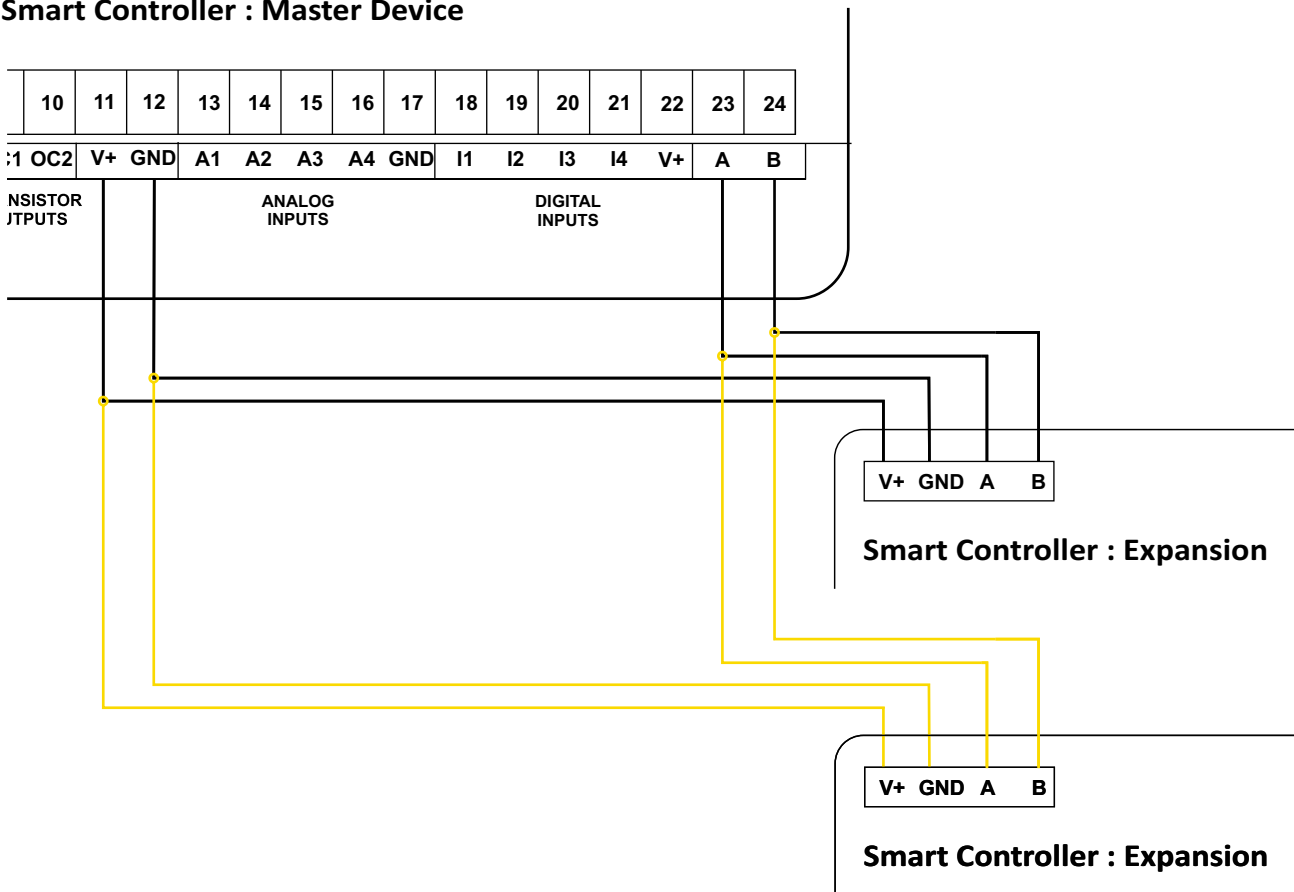 Smart Controller : Master Device
10 11 12 13 14 15 16 17 18 19 20 21 22 23 24
OC2 V+ GND A1 A2 A3 A4 GND I1 I2 I3 I4 V+ A B
ANALOG
INPUTS
DIGITAL
INPUTS
V+ GND A B
Smart Controller : Expansion
V+ GND A B
Smart Controller : Expansion